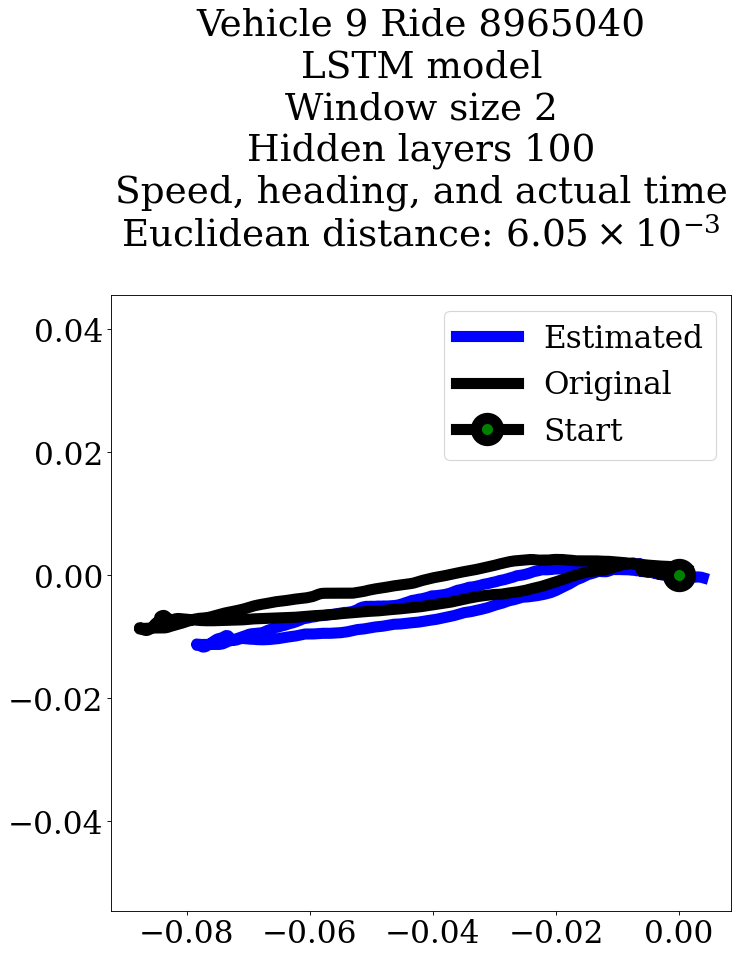 Vehicle 9 Ride 8965040
LSTM model
Window size 2
Hidden layers 100
Speed, heading, and actual time
Euclidean distance: 6.05 × 10⁻³
Estimated
Original
Start
0.04
0.02
0.00
−0.02
−0.04
−0.08 −0.06 −0.04 −0.02 0.00